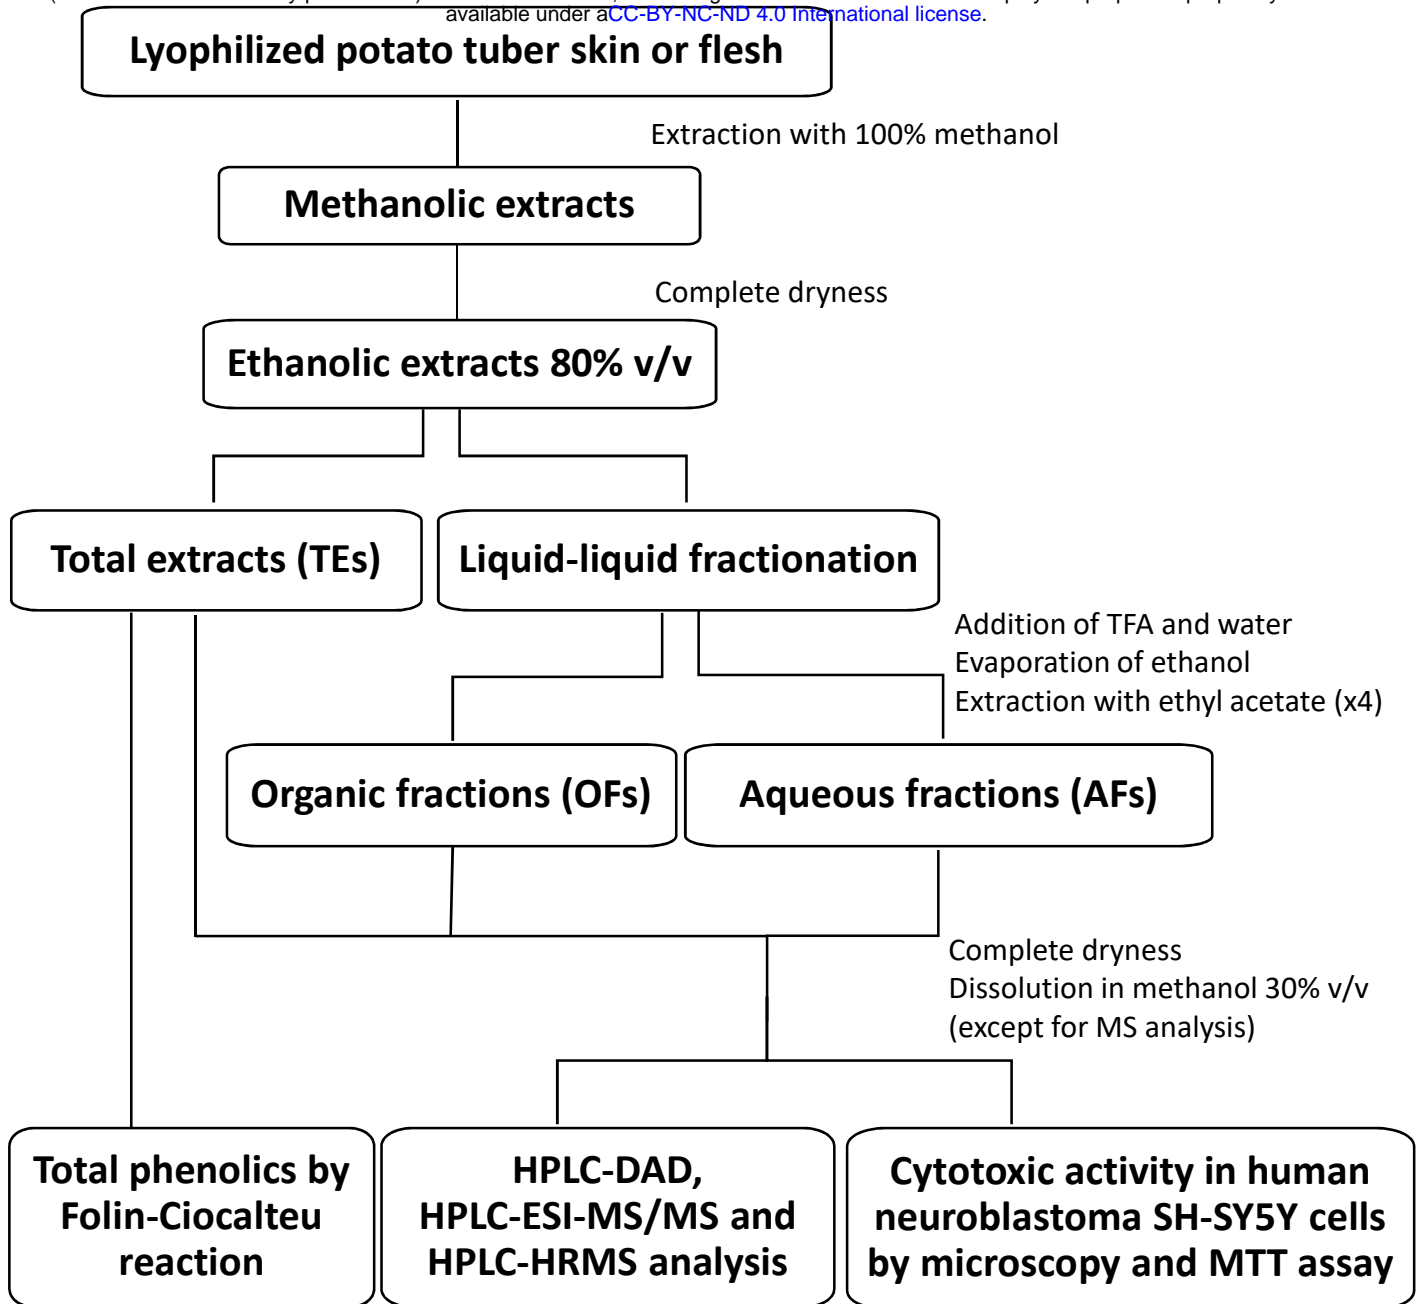 available under aCC-BY-NC-ND 4.0 International license.
Lyophilized potato tuber skin or flesh
Extraction with 100% methanol
Methanolic extracts
Complete dryness
Ethanolic extracts 80% v/v
Total extracts (TEs)
Liquid-liquid fractionation
Addition of TFA and water
Evaporation of ethanol
Extraction with ethyl acetate (x4)
Organic fractions (OFs)
Aqueous fractions (AFs)
Complete dryness
Dissolution in methanol 30% v/v
(except for MS analysis)
Total phenolics by
Folin-Ciocalteu
reaction
HPLC-DAD,
HPLC-ESI-MS/MS and
HPLC-HRMS analysis
Cytotoxic activity in human
neuroblastoma SH-SY5Y cells
by microscopy and MTT assay